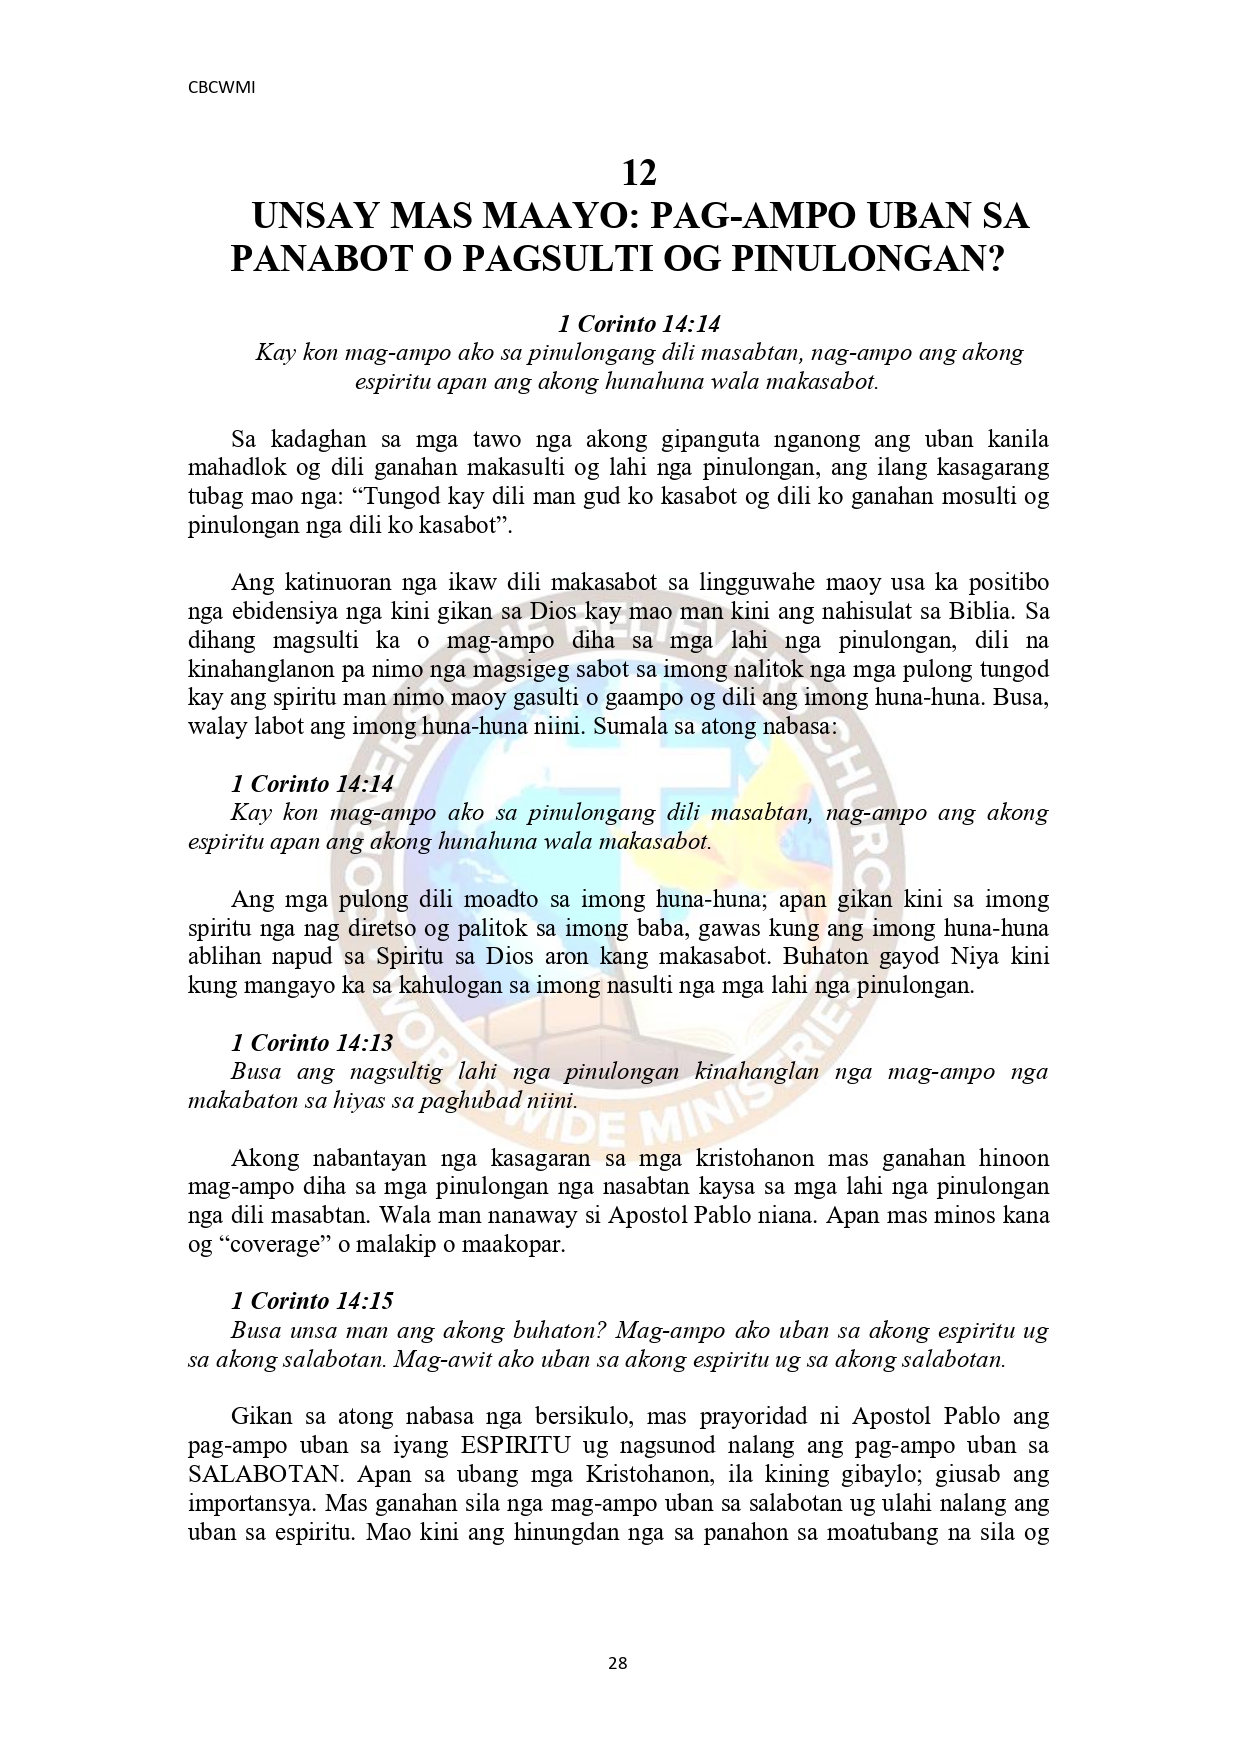 CBCWMI
12
UNSAY MAS MAAYO: PAG-AMPO UBAN SA
PANABOT O PAGSULTI OG PINULONGAN?
1 Corinto 14:14
Kay kon mag-ampo ako sa pinulongang dili masabtan, nag-ampo ang akong
espiritu apan ang akong hunahuna wala makasabot.
Sa kadaghan sa mga tawo nga akong gipanguta nganong ang uban kanila
mahadlok og dili ganahan makasulti og lahi nga pinulongan, ang ilang kasagarang
tubag mao nga: “Tungod kay dili man gud ko kasabot og dili ko ganahan mosulti og
pinulongan nga dili ko kasabot”.
Ang katinuoran nga ikaw dili makasabot sa lingguwahe maoy usa ka positibo
nga ebidensiya nga kini gikan sa Dios kay mao man kini ang nahisulat sa Biblia. Sa
dihang magsulti ka o mag-ampo diha sa mga lahi nga pinulongan, dili na
kinahanglanon pa nimo nga magsigeg sabot sa imong nalitok nga mga pulong tungod
kay ang spiritu man nimo maoy gasulti o gaampo og dili ang imong huna-huna. Busa,
walay labot ang imong huna-huna niini. Sumala sa atong nabasa:
1 Corinto 14:14
Kay kon mag-ampo ako sa pinulongang dili masabtan, nag-ampo ang akong
espiritu apan ang akong hunahuna wala makasabot.
Ang mga pulong dili moadto sa imong huna-huna; apan gikan kini sa imong
spiritu nga nag diretso og palitok sa imong baba, gawas kung ang imong huna-huna
ablihan napud sa Spiritu sa Dios aron kang makasabot. Buhaton gayod Niya kini
kung mangayo ka sa kahulogan sa imong nasulti nga mga lahi nga pinulongan.
1 Corinto 14:13
Busa ang nagsultig lahi nga pinulongan kinahanglan nga mag-ampo nga
makabaton sa hiyas sa paghubad niini.
Akong nabantayan nga kasagaran sa mga kristohanon mas ganahan hinoon
mag-ampo diha sa mga pinulongan nga nasabtan kaysa sa mga lahi nga pinulongan
nga dili masabtan. Wala man nanaway si Apostol Pablo niana. Apan mas minos kana
og “coverage” o malakip o maakopar.
1 Corinto 14:15
Busa unsa man ang akong buhaton? Mag-ampo ako uban sa akong espiritu ug
sa akong salabotan. Mag-awit ako uban sa akong espiritu ug sa akong salabotan.
Gikan sa atong nabasa nga bersikulo, mas prayoridad ni Apostol Pablo ang
pag-ampo uban sa iyang ESPIRITU ug nagsunod nalang ang pag-ampo uban sa
SALABOTAN. Apan sa ubang mga Kristohanon, ila kining gibaylo; giusab ang
importansya. Mas ganahan sila nga mag-ampo uban sa salabotan ug ulahi nalang ang
uban sa espiritu. Mao kini ang hinungdan nga sa panahon sa moatubang na sila og
28
CORNERSTONE BELIEVERS CHURCH
WORLDWIDE MINISTRIES